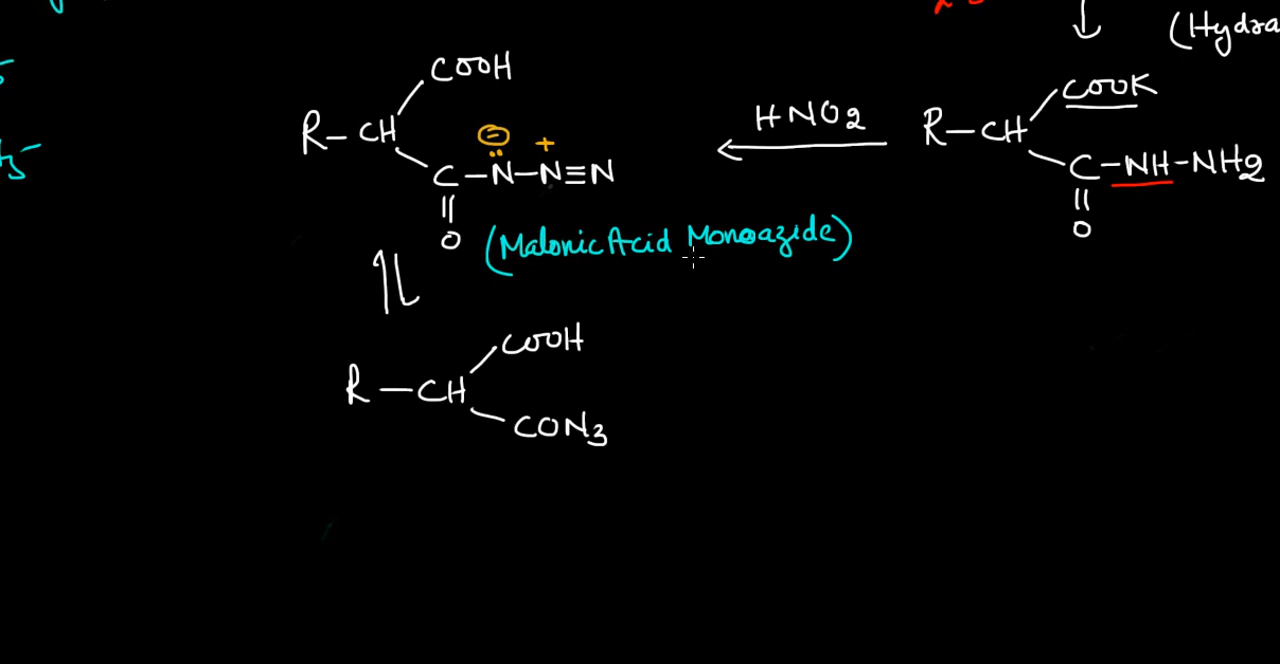 (Hydra
COOH
R-CH
C-N̈-N≡N
⊖ +
O
(Malonic Acid Monoazide)
HNO2
COOK
R-CH
C-NH-NH2
O
COOH
R-CH
CON3